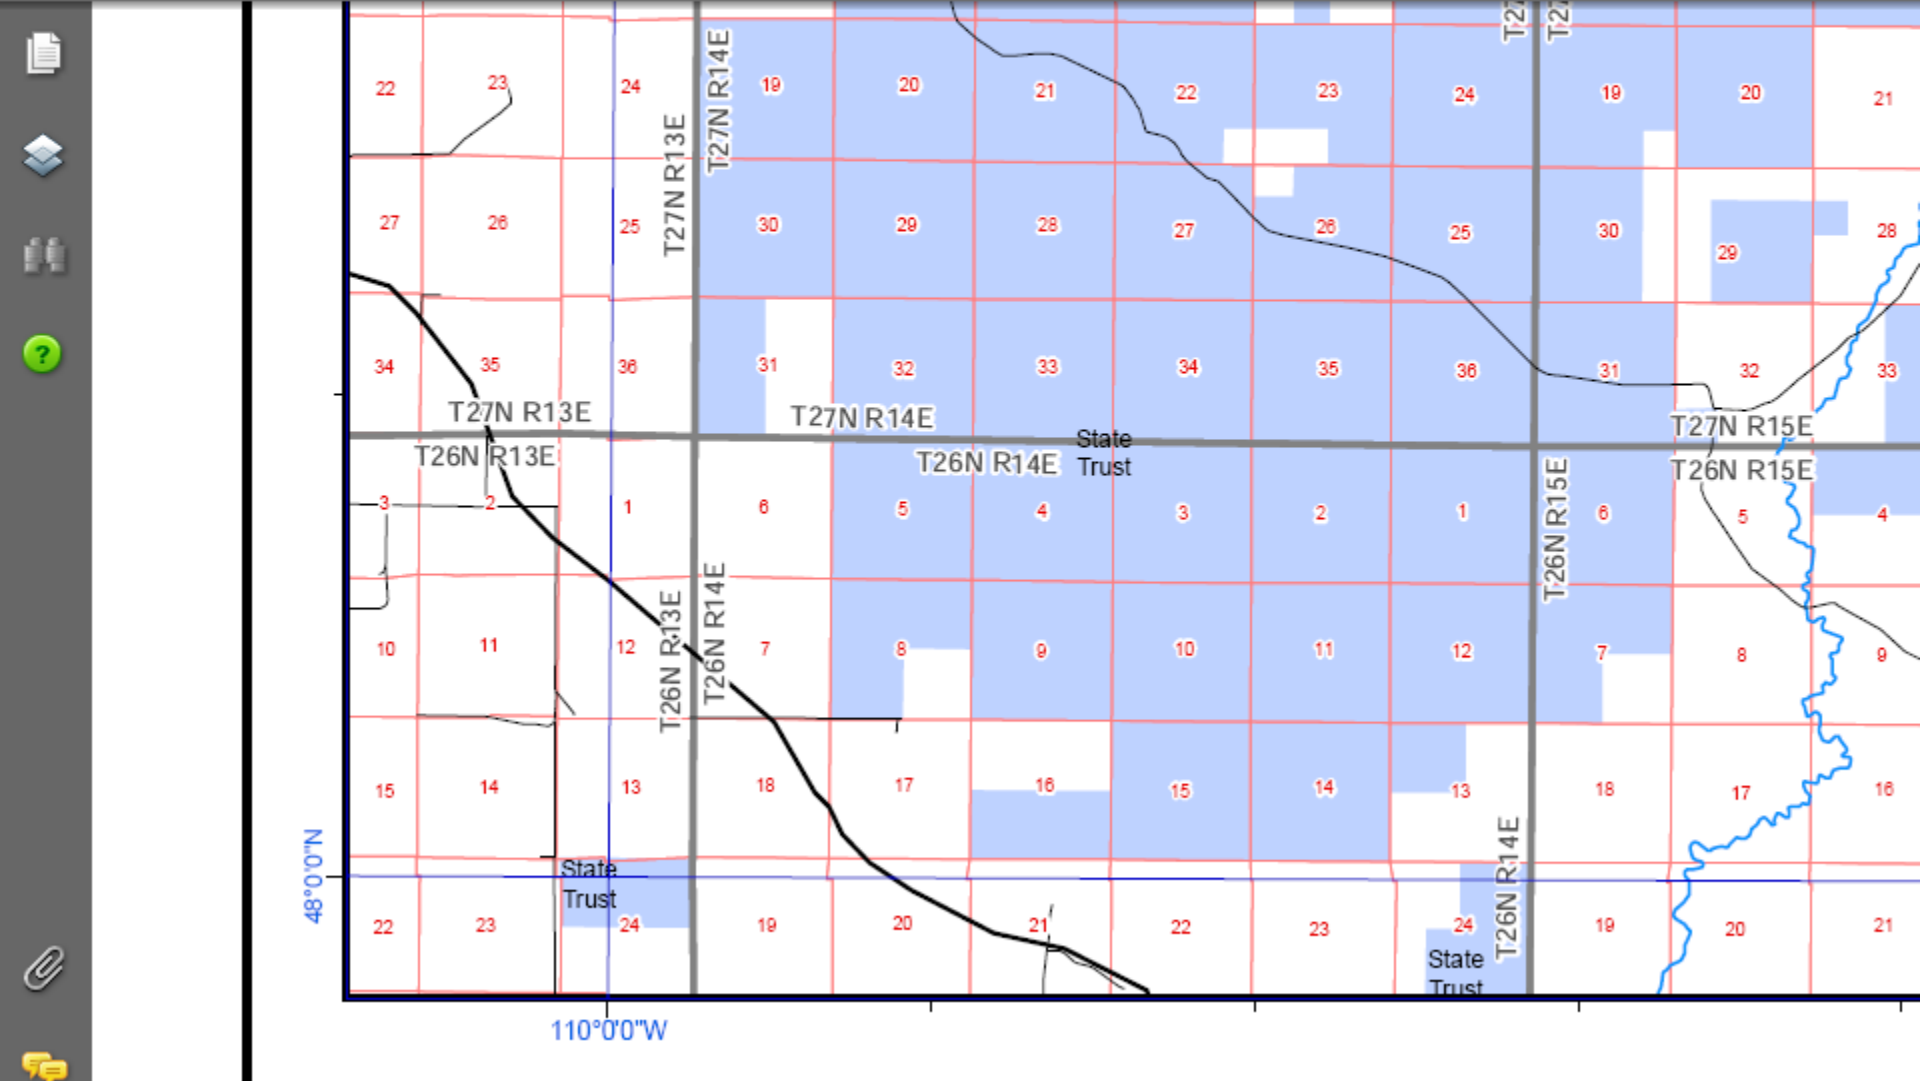 T27
T27
22 23 24 19 20 21 22 23 24 19 20 21
T27N R13E
T27N R14E
27 26 25 30 29 28 27 26 25 30 29 28
34 35 36 31 32 33 34 35 36 31 32 33
T27N R13E
T27N R14E
T27N R15E
T26N R13E
T26N R14E
T26N R15E
State
Trust
3 2 1 6 5 4 3 2 1 6 5 4
T26N R15E
T26N R13E
T26N R14E
10 11 12 7 8 9 10 11 12 7 8 9
15 14 13 18 17 16 15 14 13 18 17 16
T26N R14E
48°0'0"N
State
Trust
22 23 24 19 20 21 22 23 24 19 20 21
State
Trust
110°0'0"W
?